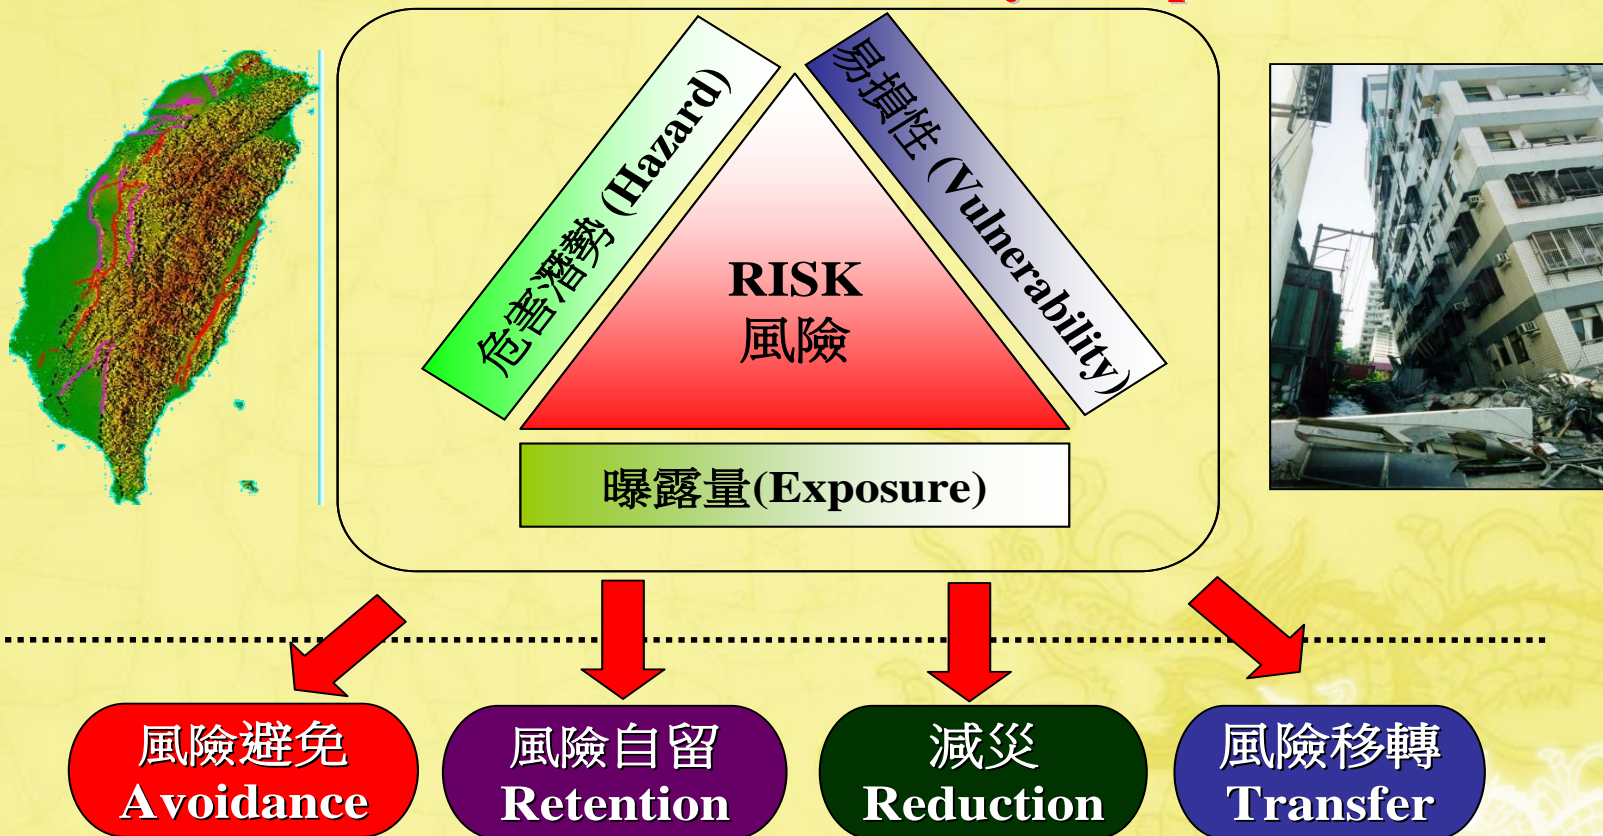 危害潛勢 (Hazard)
易損性 (Vulnerability)
RISK
風險
曝露量(Exposure)
風險避免
Avoidance
風險自留
Retention
減災
Reduction
風險移轉
Transfer